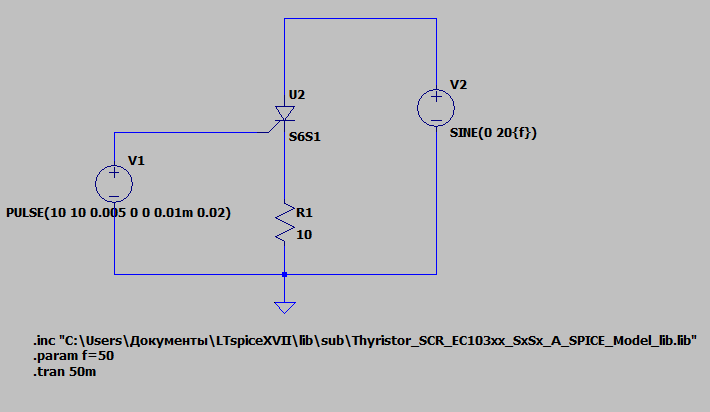 V2
U2
S6S1
SINE(0 20{f})
V1
PULSE(10 10 0.005 0 0 0.01m 0.02)
R1
10
.inc "C:\Users\Документы\LTspiceXVII\lib\sub\Thyristor_SCR_EC103xx_SxSx_A_SPICE_Model_lib.lib"
.param f=50
.tran 50m